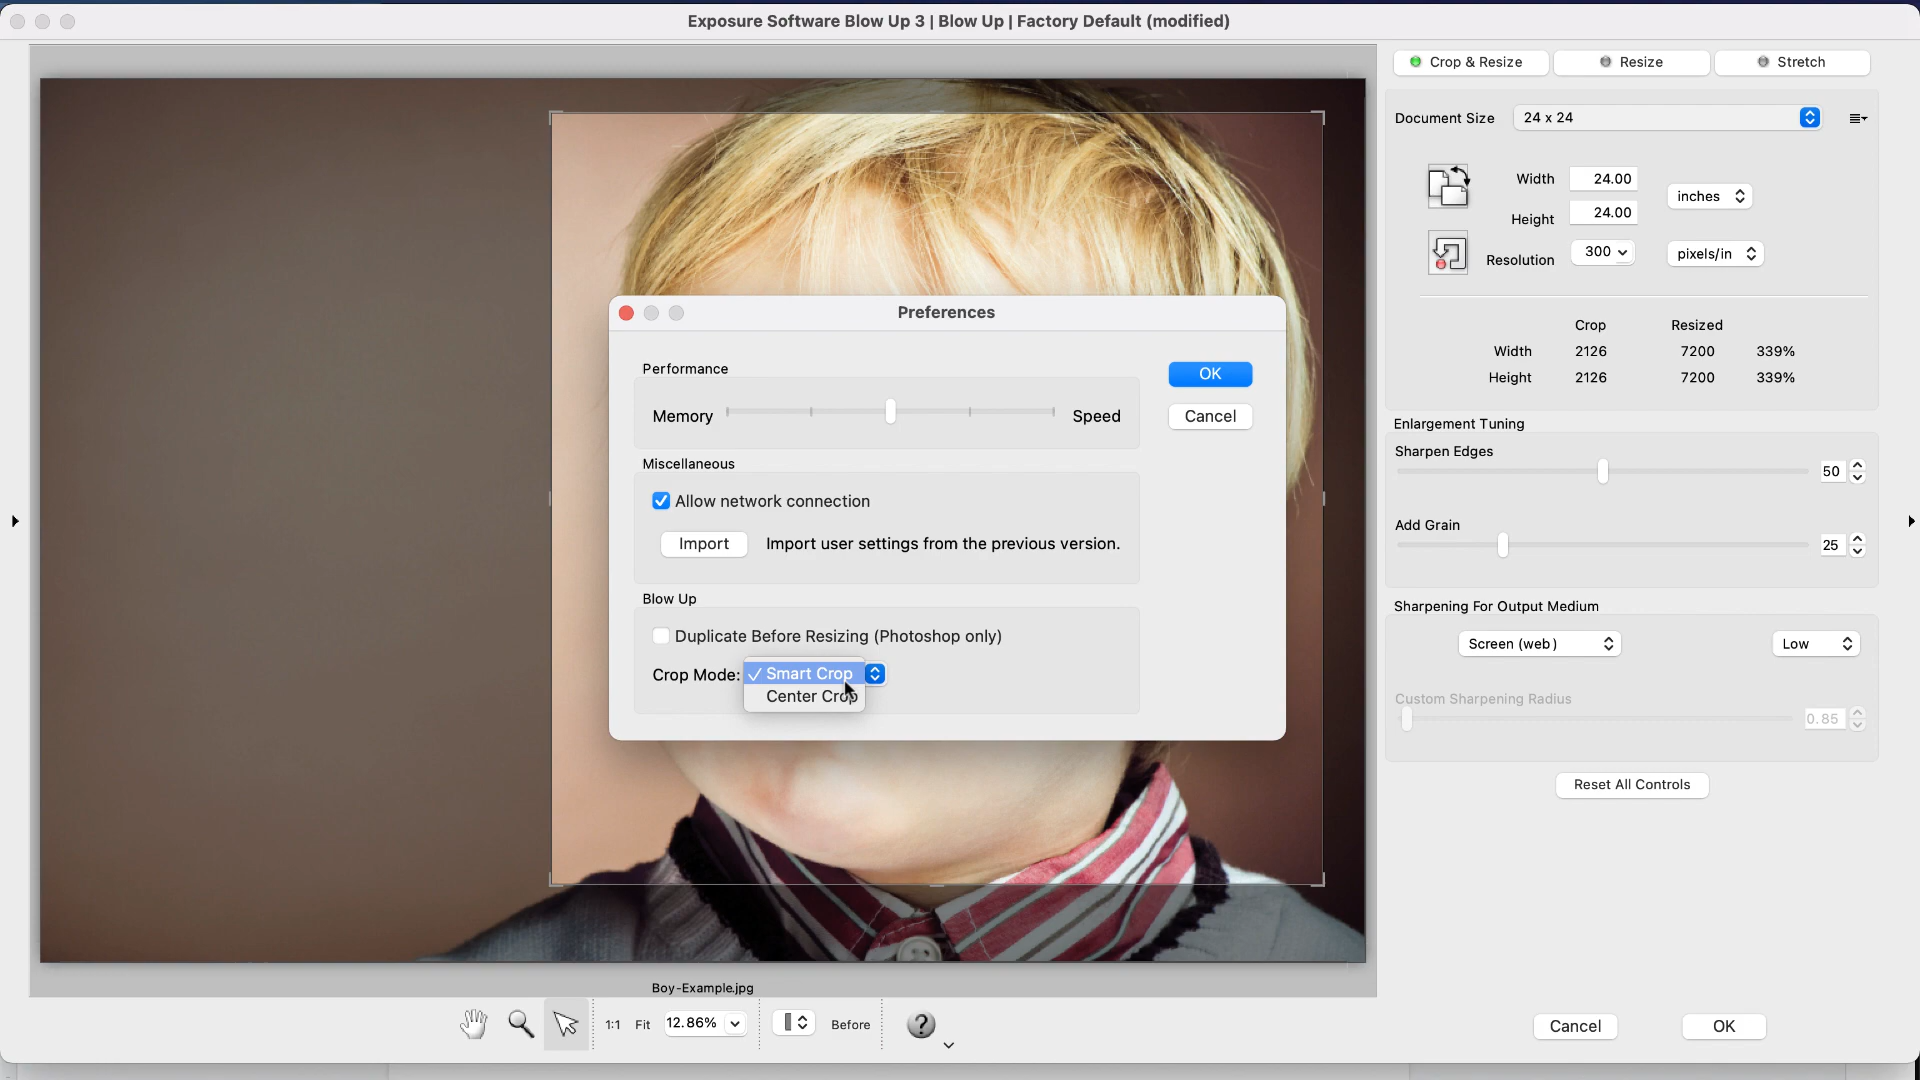 Exposure Software Blow Up 3 | Blow Up | Factory Default (modified)
Crop & Resize
Resize
Stretch
Document Size
24 x 24
Width
24.00
inches
Height
24.00
Resolution
300
pixels/in
Crop Resized
Width 2126 7200 339%
Height 2126 7200 339%
Enlargement Tuning
Sharpen Edges
50
Add Grain
25
Sharpening For Output Medium
Screen (web)
Low
Custom Sharpening Radius
0.85
Reset All Controls
Preferences
Performance
Memory
Speed
OK
Cancel
Miscellaneous
Allow network connection
Import
Import user settings from the previous version.
Blow Up
Duplicate Before Resizing (Photoshop only)
Crop Mode:
Smart Crop
Center Crop
Boy-Example.jpg
1:1
Fit
12.86%
Before
?
Cancel
OK